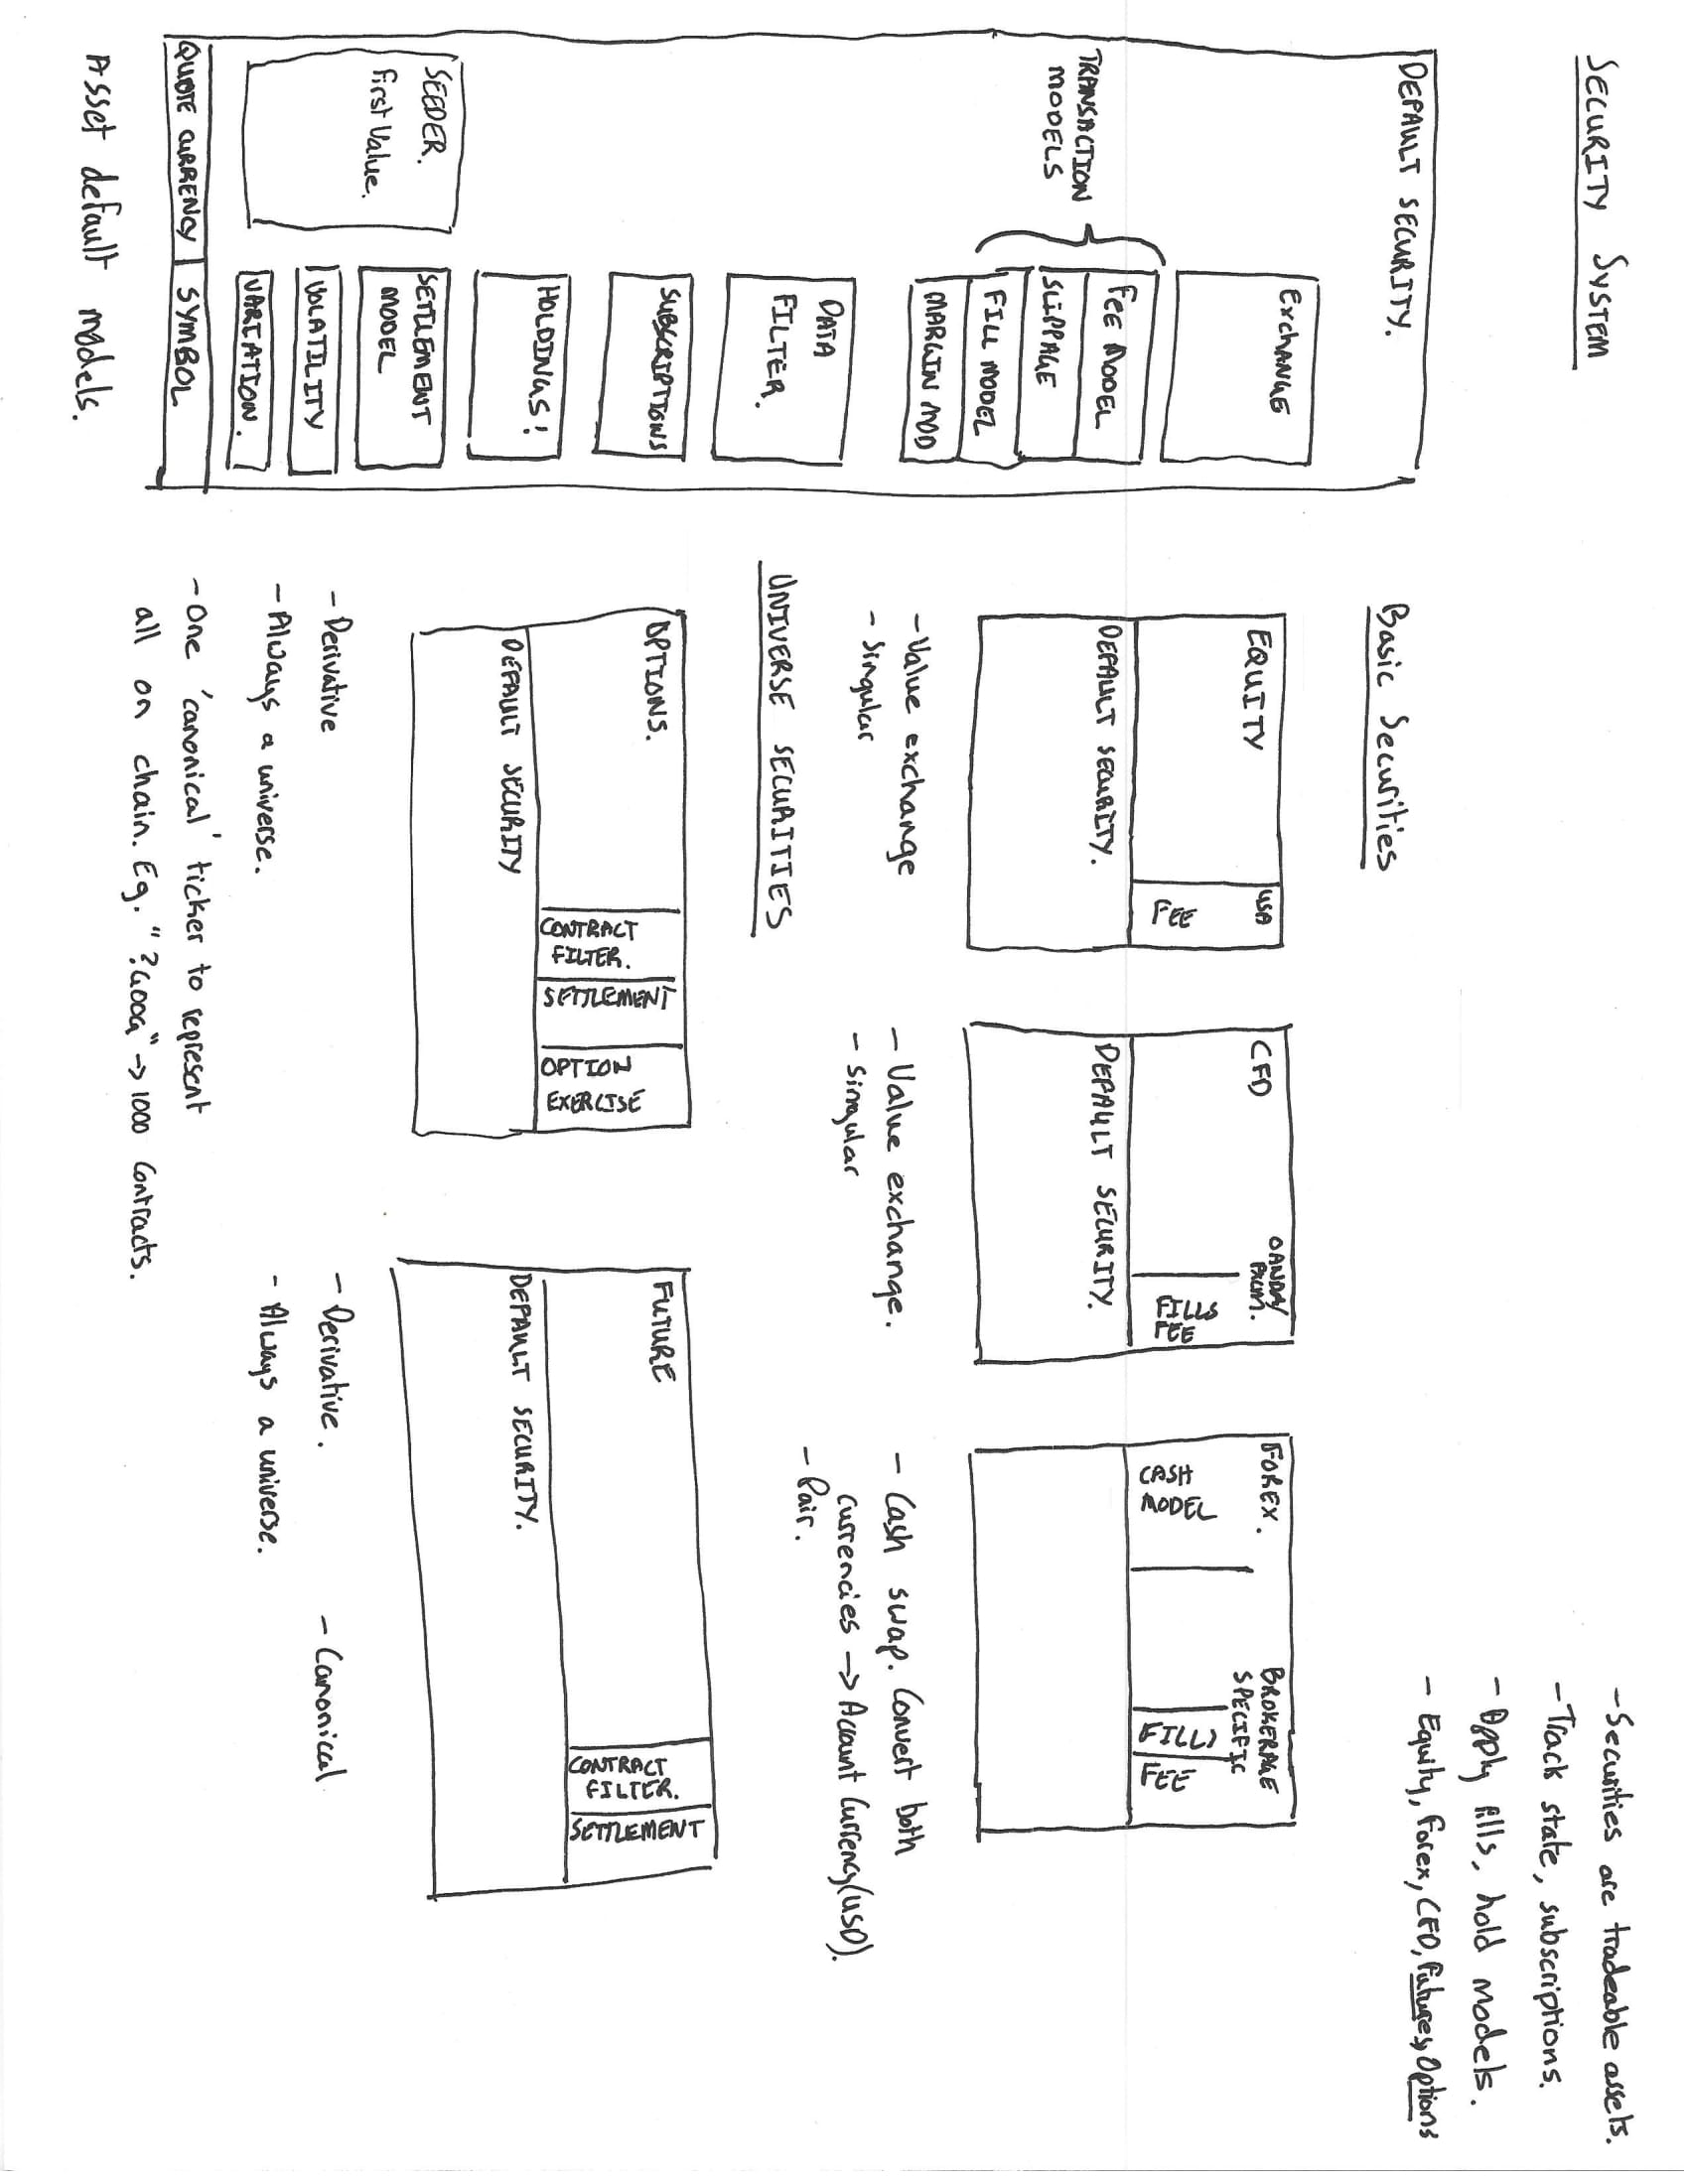 SECURITY SYSTEM
-Securities are tradeable assets.
-Track state, subscriptions.
- Apply fills, hold models.
- Equity, Forex, CFD, Futures, Options
DEFAULT SECURITY.
Exchange
TRANSACTION
MODELS
FEE MODEL
SLIPPAGE
FILL MODEL
MARGIN MOD
DATA
FILTER.
SUBSCRIPTIONS
HOLDINGS!
SEEDER.
First Value.
SETTLEMENT
MODEL
VOLATILITY
VARIATION.
QUOTE CURRENCY
SYMBOL
Asset default models.
Basic Securities
EQUITY
USA
FEE
DEFAULT SECURITY.
- Value exchange
- Singular
CFD
OANDA/
FXCM.
FILLS
FEE
DEFAULT SECURITY.
- Value exchange.
- Singular
FOREX.
BROKERAGE
SPECIFIC
CASH
MODEL
FILL)
FEE
- Cash swap. Convert both
currencies -> Account Currency(USD).
- Pair.
UNIVERSE SECURITIES
OPTIONS.
CONTRACT
FILTER.
SETTLEMENT
OPTION
EXERCISE
DEFAULT SECURITY
- Derivative
- Always a universe.
- One 'canonical' ticker to represent
all on chain. Eg. "?GOOG" -> 1000 Contracts.
FUTURE
CONTRACT
FILTER.
SETTLEMENT
DEFAULT SECURITY.
- Derivative.
- Canonical
- Always a universe.